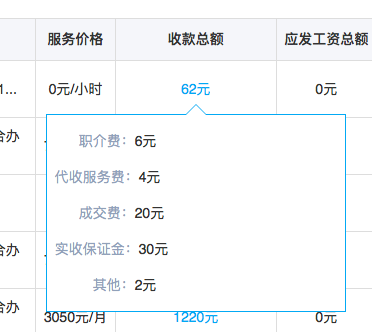 服务价格 收款总额 应发工资总额
1... 0元/小时 62元 0元
合办
职介费：6元
代收服务费：4元
成交费：20元
实收保证金：30元
合办
其他：2元
合办 3050元/月 1220元 0元